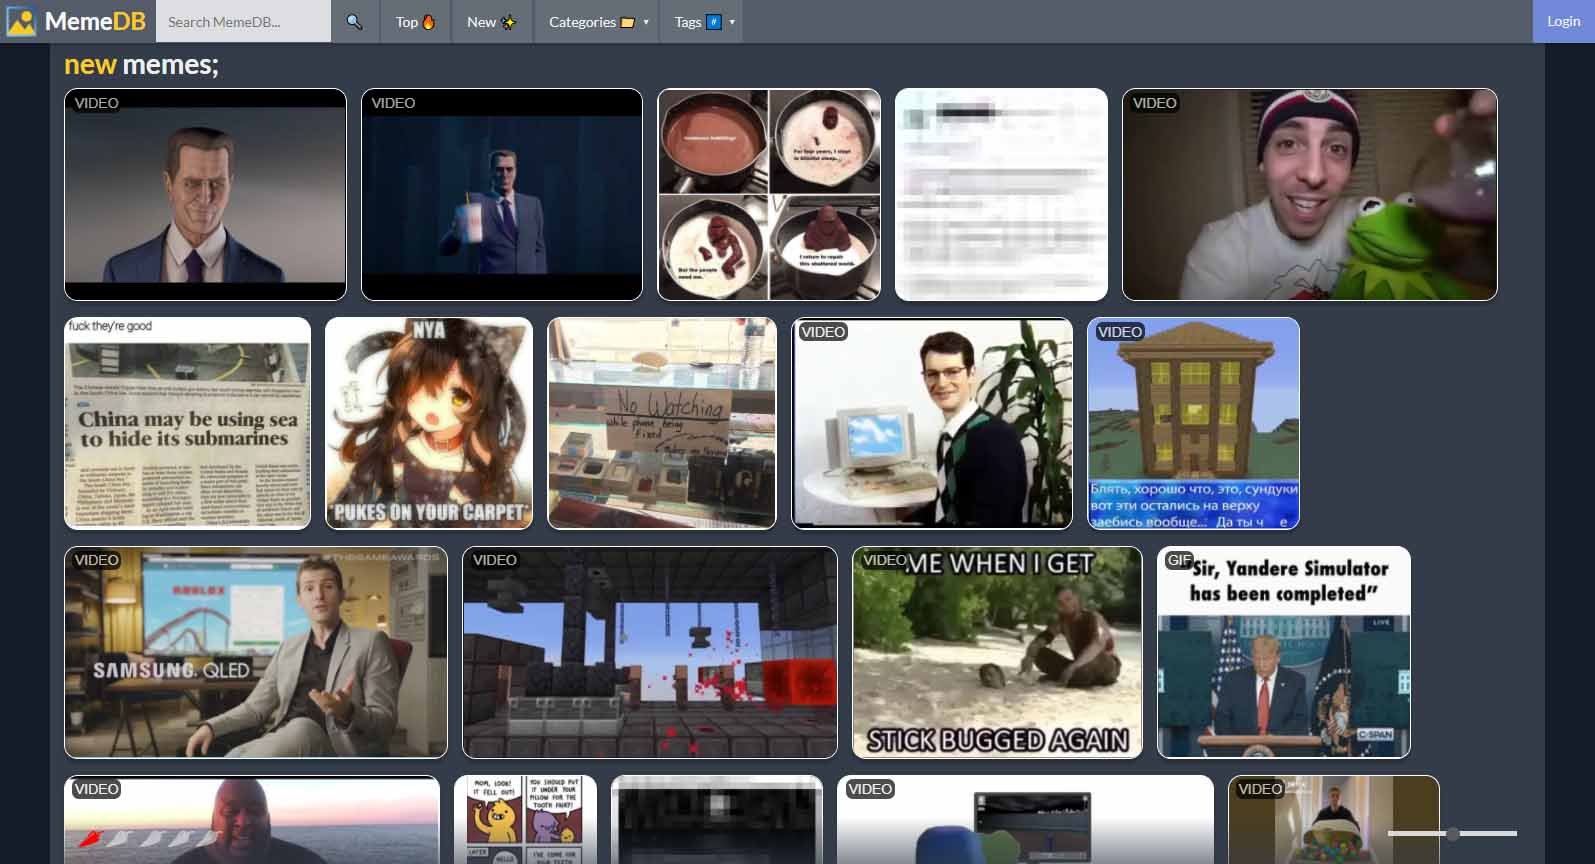 MemeDB
Search MemeDB...
Top
New
Categories
Tags
Login
new memes;
VIDEO
VIDEO
For four years, I slept
in blissful sleep...
But the people
need me.
I return to repair
this shattered world.
VIDEO
fuck they're good
China may be using sea
to hide its submarines
NYA
PUKES ON YOUR CARPET
No Watching
while phone being
fixed
VIDEO
VIDEO
Блять, хорошо что, это, сундуки
вот эти остались на верху
заебись вообще... Да ты ч е
VIDEO
#THEGAMEAWARDS
ROBLOX
SAMSUNG QLED
VIDEO
VIDEO
ME WHEN I GET
STICK BUGGED AGAIN
GIF
"Sir, Yandere Simulator
has been completed"
LIVE
C-SPAN
VIDEO
MOM, LOOK!
IT FELL OUT!
YOU SHOULD PUT
IT UNDER YOUR
PILLOW FOR THE
TOOTH FAIRY!
LATER
HELLO
I'VE COME FOR
VIDEO
VIDEO